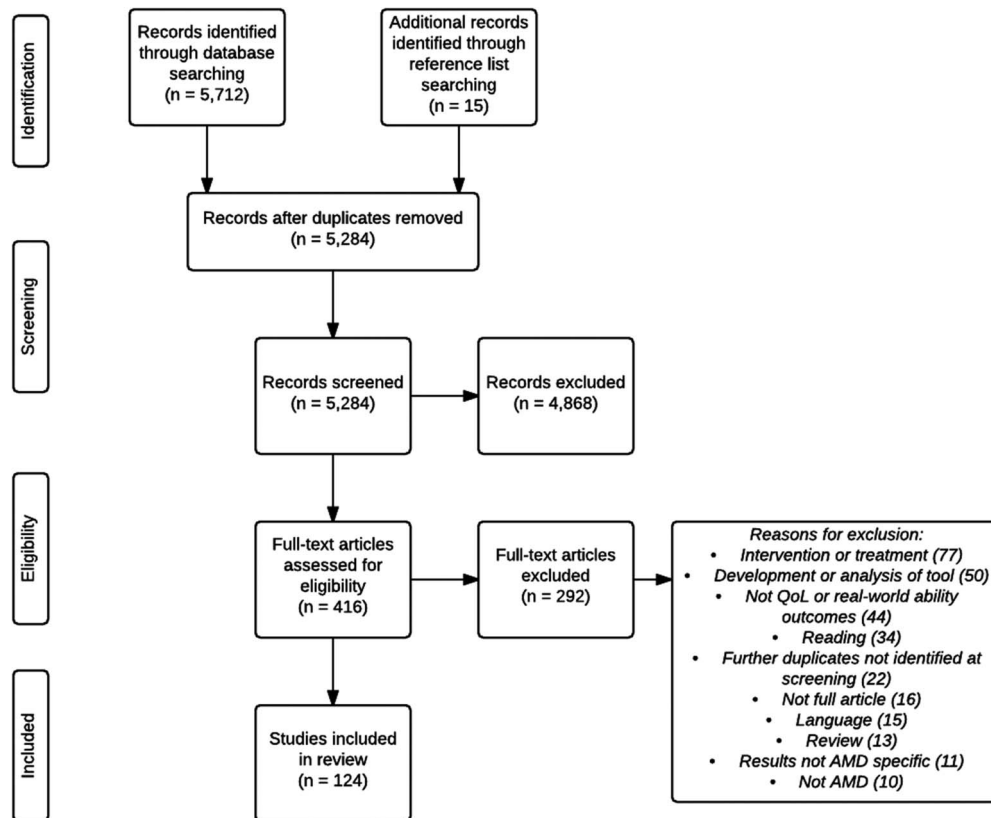 Identification
Records identified
through database
searching
(n = 5,712)
Additional records
identified through
reference list
searching
(n = 15)
Records after duplicates removed
(n = 5,284)
Screening
Records screened
(n = 5,284)
Records excluded
(n = 4,868)
Eligibility
Full-text articles
assessed for
eligibility
(n = 416)
Full-text articles
excluded
(n = 292)
Reasons for exclusion:
• Intervention or treatment (77)
• Development or analysis of tool (50)
• Not QoL or real-world ability
outcomes (44)
• Reading (34)
• Further duplicates not identified at
screening (22)
• Not full article (16)
• Language (15)
• Review (13)
• Results not AMD specific (11)
• Not AMD (10)
Included
Studies included
in review
(n = 124)